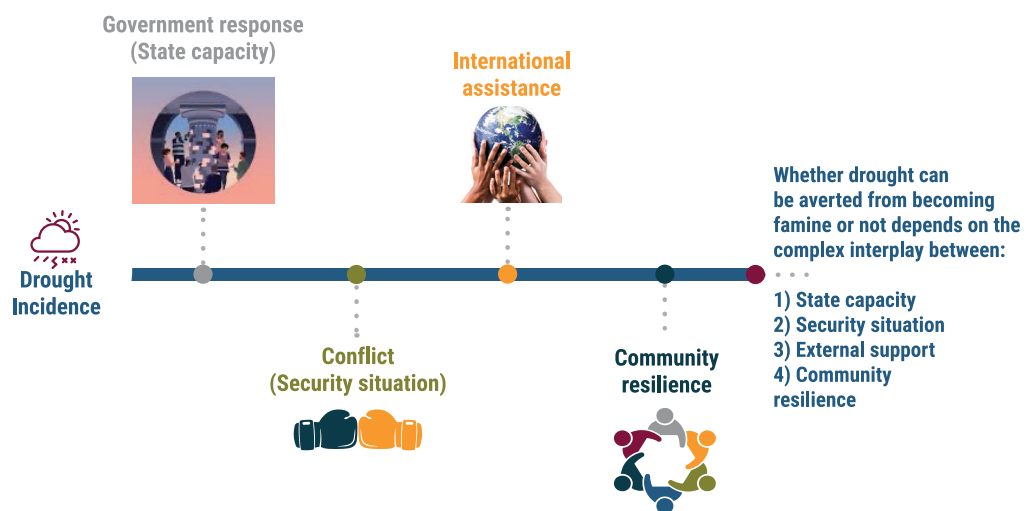 Government response
(State capacity)
International
assistance
Whether drought can
be averted from becoming
famine or not depends on the
complex interplay between:
Drought
Incidence
1) State capacity
2) Security situation
3) External support
4) Community
resilience
Conflict
(Security situation)
Community
resilience